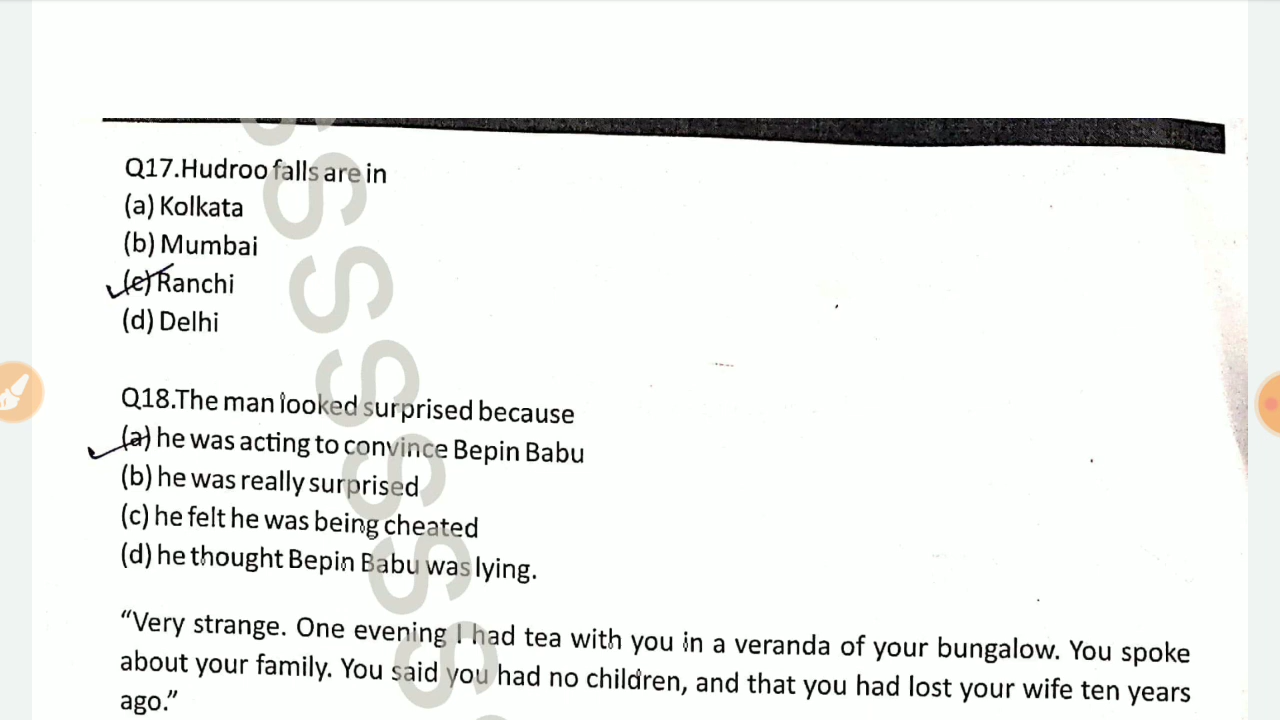 Q17.Hudroo falls are in
(a) Kolkata
(b) Mumbai
(c) Ranchi
(d) Delhi
Q18.The man looked surprised because
(a) he was acting to convince Bepin Babu
(b) he was really surprised
(c) he felt he was being cheated
(d) he thought Bepin Babu was lying.
“Very strange. One evening I had tea with you in a veranda of your bungalow. You spoke
about your family. You said you had no children, and that you had lost your wife ten years
ago.”
SSSSSSSS